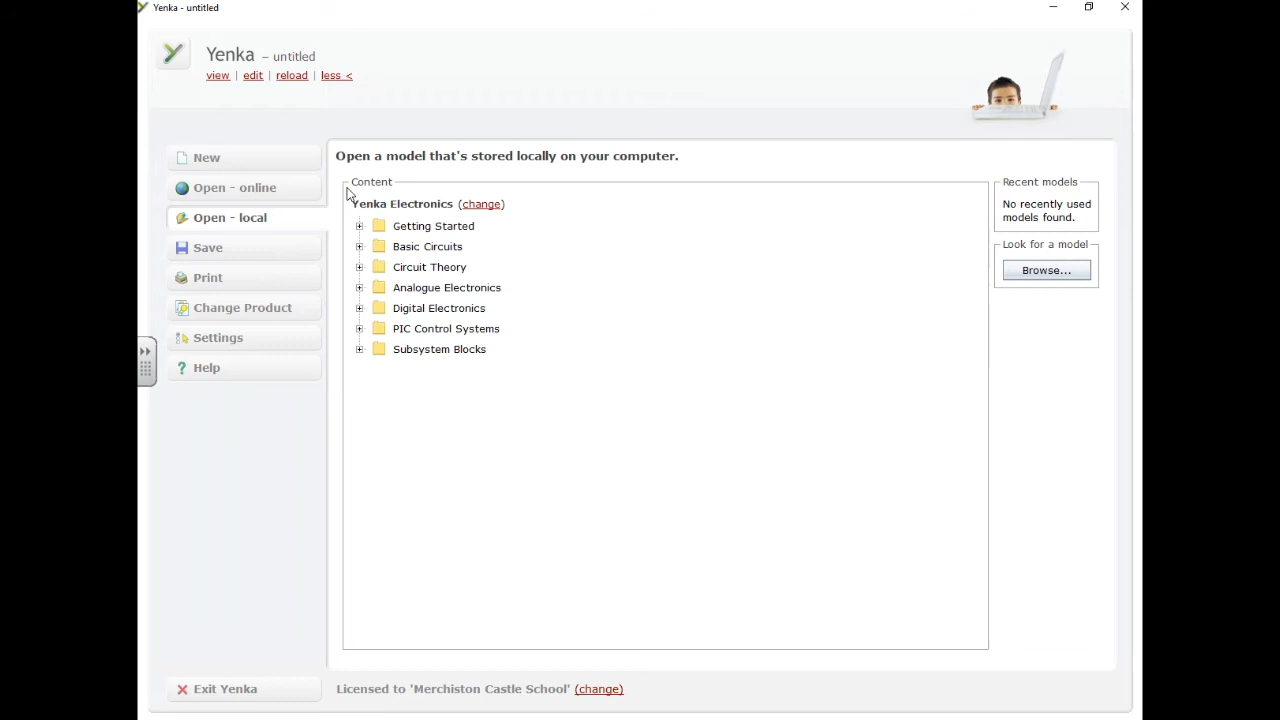 Yenka - untitled
Yenka – untitled
view | edit | reload | less <
New
Open - online
Open - local
Save
Print
Change Product
Settings
Help
Exit Yenka
Open a model that's stored locally on your computer.
Content
Yenka Electronics (change)
Getting Started
Basic Circuits
Circuit Theory
Analogue Electronics
Digital Electronics
PIC Control Systems
Subsystem Blocks
Recent models
No recently used
models found.
Look for a model
Browse...
Licensed to 'Merchiston Castle School' (change)